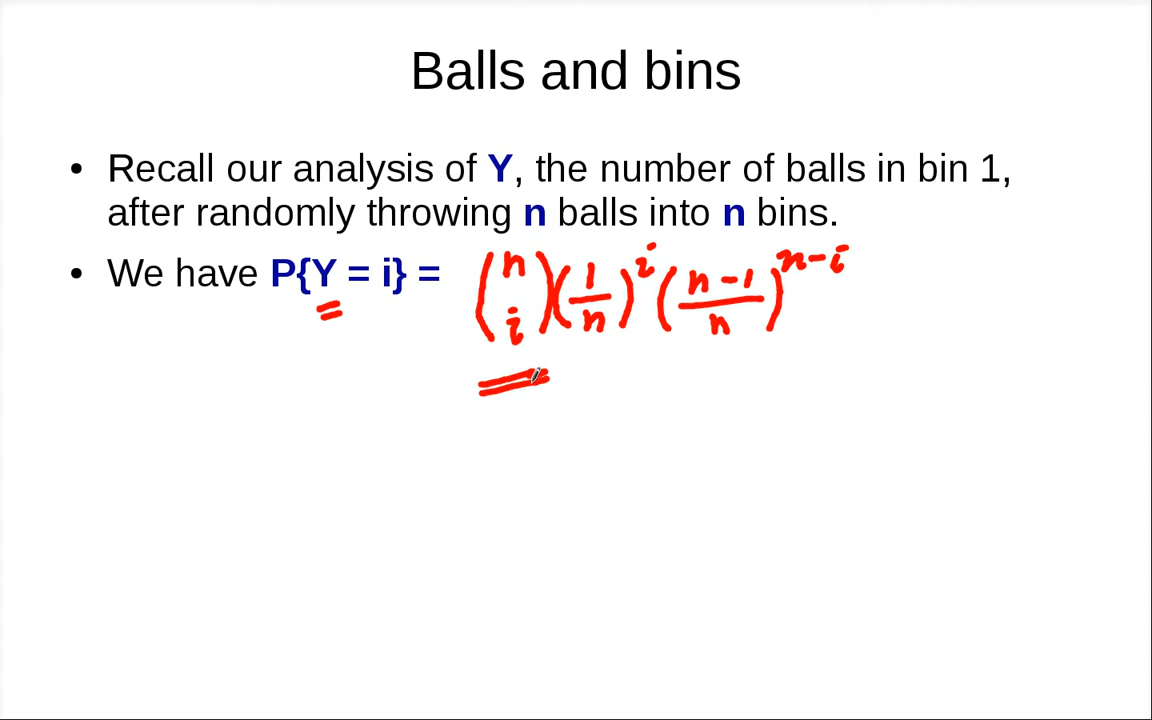 Balls and bins
• Recall our analysis of Y, the number of balls in bin 1,
after randomly throwing n balls into n bins.
• We have P{Y = i} = (n i)(1/n)^i ((n-1)/n)^(n-i)